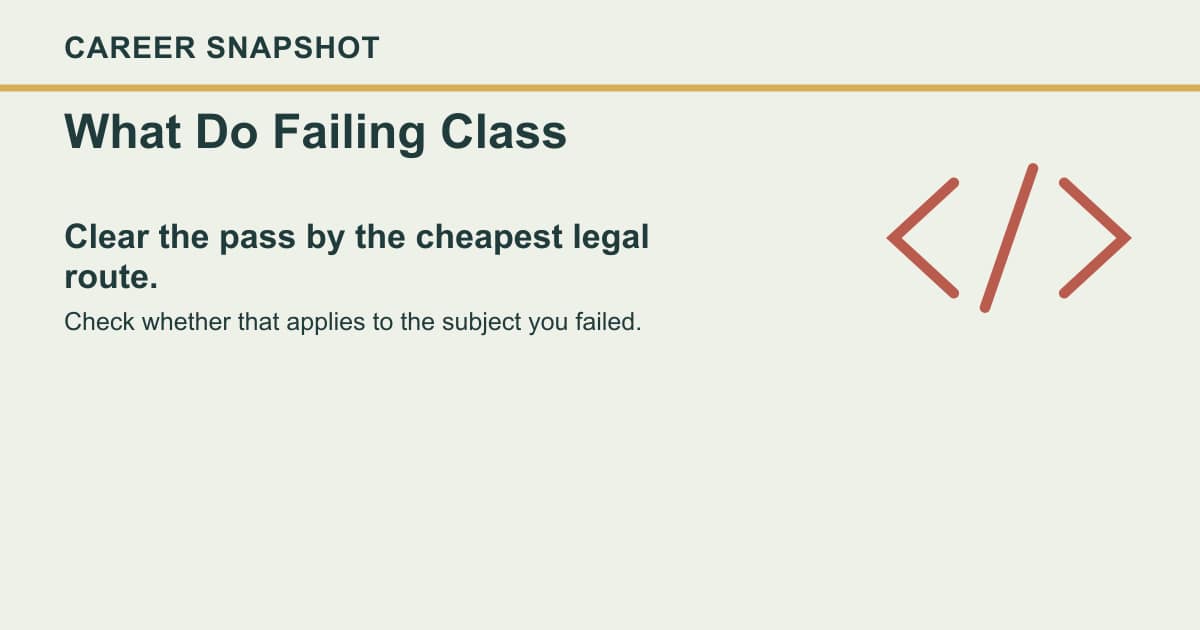 CAREER SNAPSHOT
What Do Failing Class
Clear the pass by the cheapest legal
route.
Check whether that applies to the subject you failed.